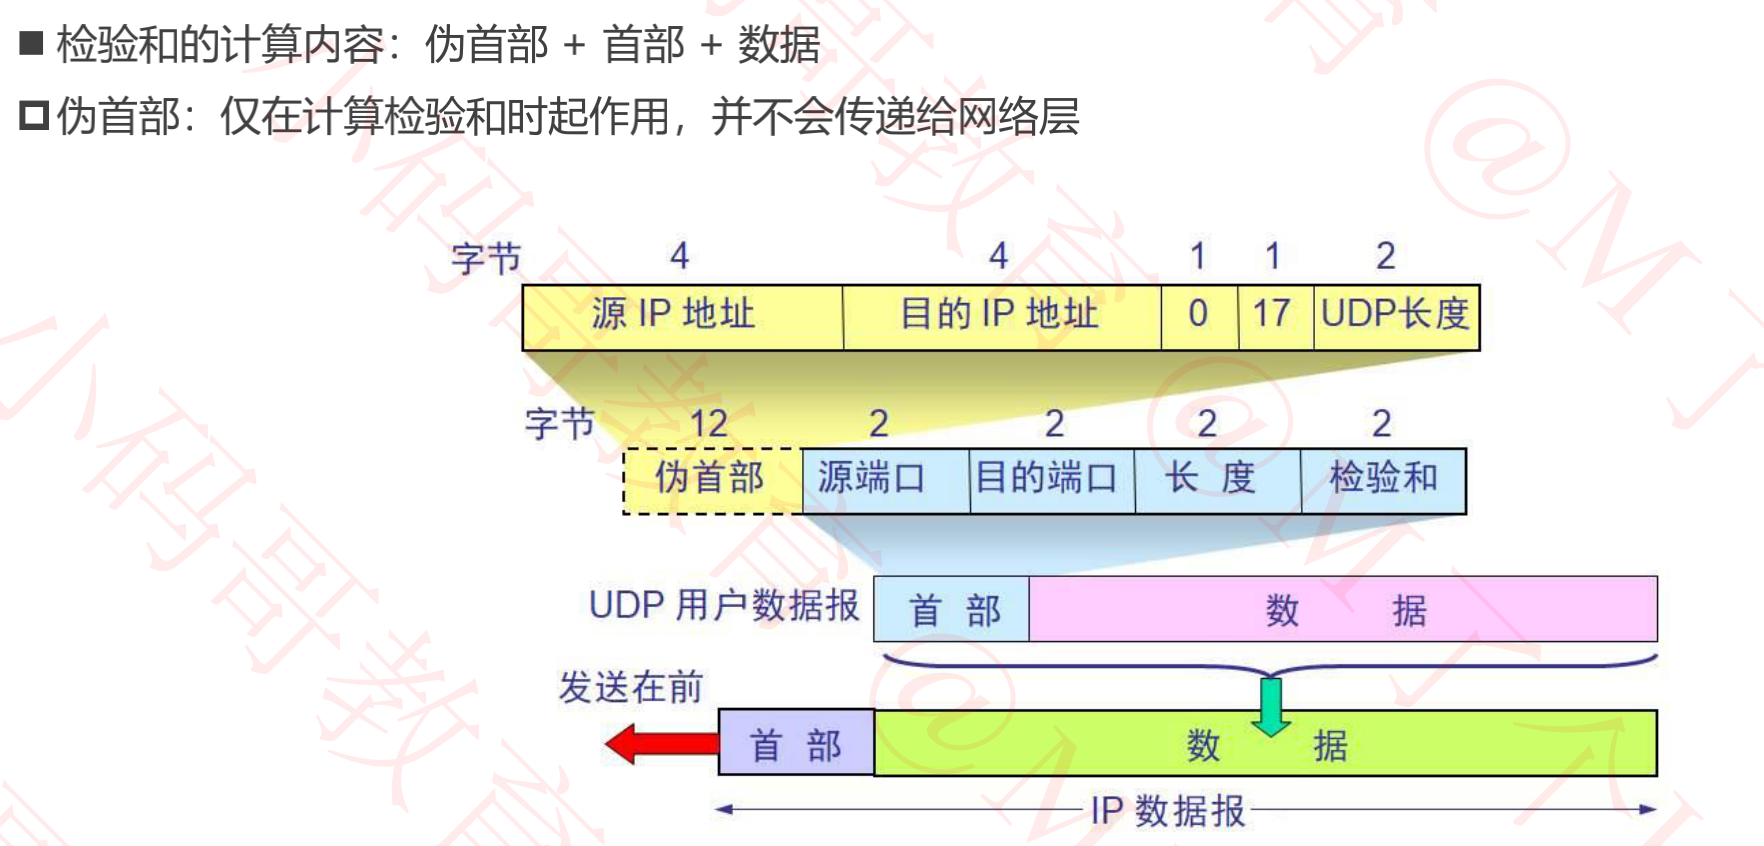 检验和的计算内容：伪首部 + 首部 + 数据
伪首部：仅在计算检验和时起作用，并不会传递给网络层
字节 4 4 1 1 2
源 IP 地址 目的 IP 地址 0 17 UDP长度
字节 12 2 2 2 2
伪首部 源端口 目的端口 长 度 检验和
UDP 用户数据报 首 部 数 据
发送在前
首 部 数 据
IP 数据报
小码哥教育 @M了个J